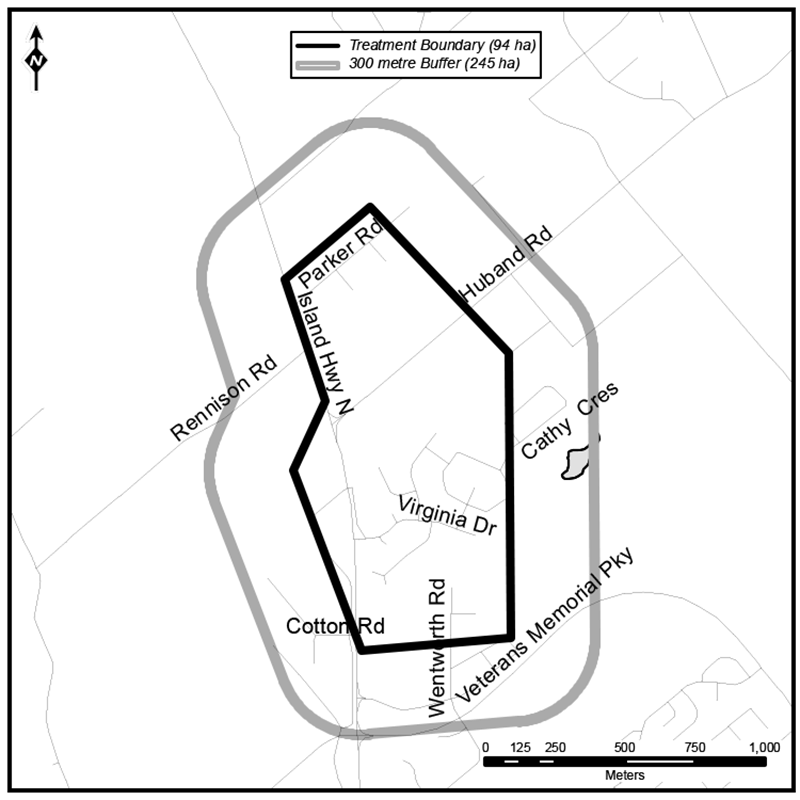 Treatment Boundary (94 ha)
300 metre Buffer (245 ha)
N
Parker Rd
Huband Rd
Island Hwy N
Rennison Rd
Cathy Cres
Virginia Dr
Cotton Rd
Wentworth Rd
Veterans Memorial Pky
0 125 250 500 750 1,000
Meters